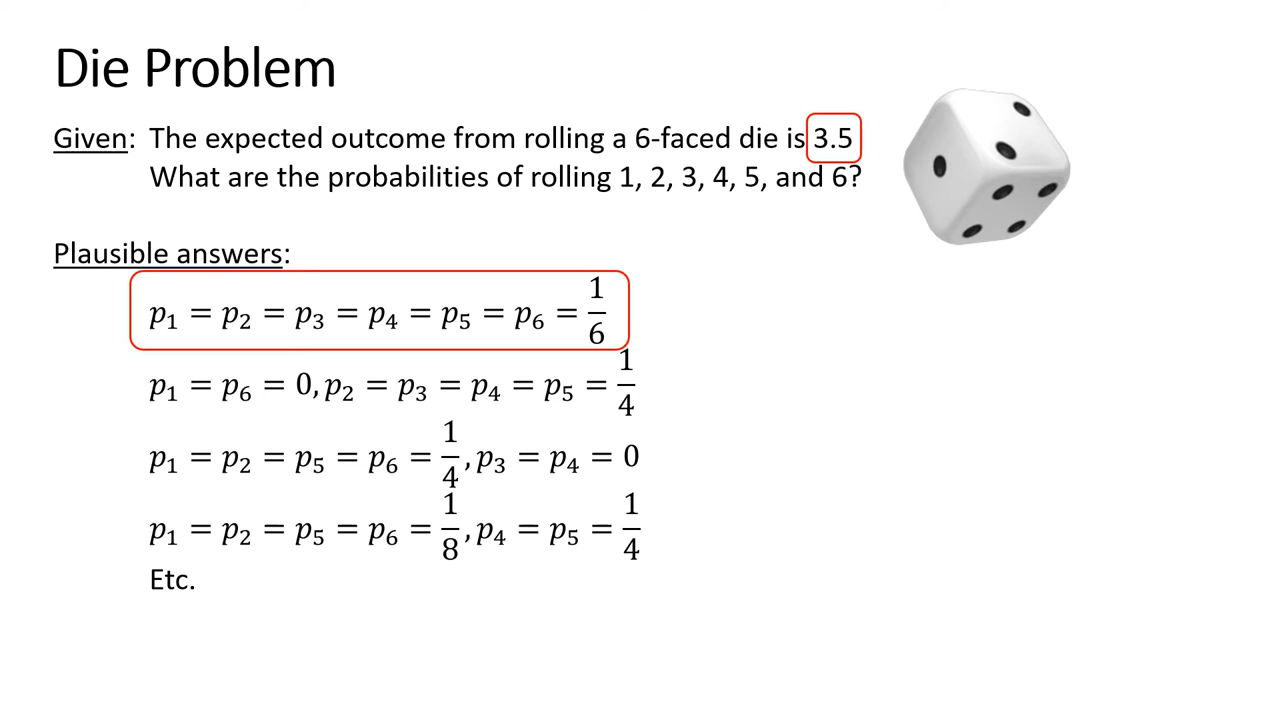 Die Problem
Given: The expected outcome from rolling a 6-faced die is 3.5
What are the probabilities of rolling 1, 2, 3, 4, 5, and 6?
Plausible answers:
p₁ = p₂ = p₃ = p₄ = p₅ = p₆ = 1/6
p₁ = p₆ = 0, p₂ = p₃ = p₄ = p₅ = 1/4
p₁ = p₂ = p₅ = p₆ = 1/4, p₃ = p₄ = 0
p₁ = p₂ = p₅ = p₆ = 1/8, p₄ = p₅ = 1/4
Etc.